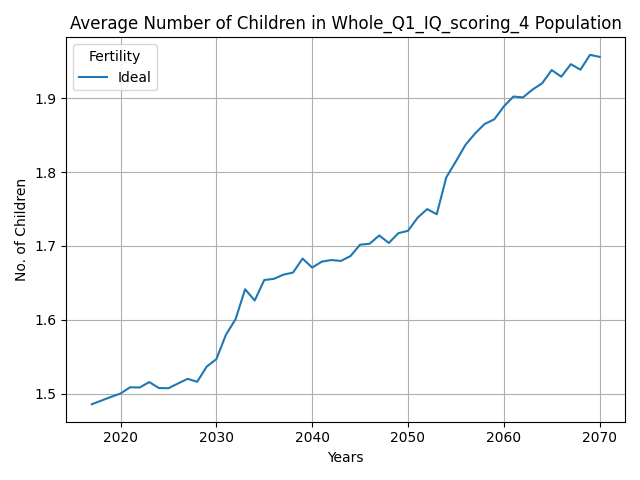 Average Number of Children in Whole_Q1_IQ_scoring_4 Population
Fertility
Ideal
No. of Children
1.9
1.8
1.7
1.6
1.5
2020 2030 2040 2050 2060 2070
Years